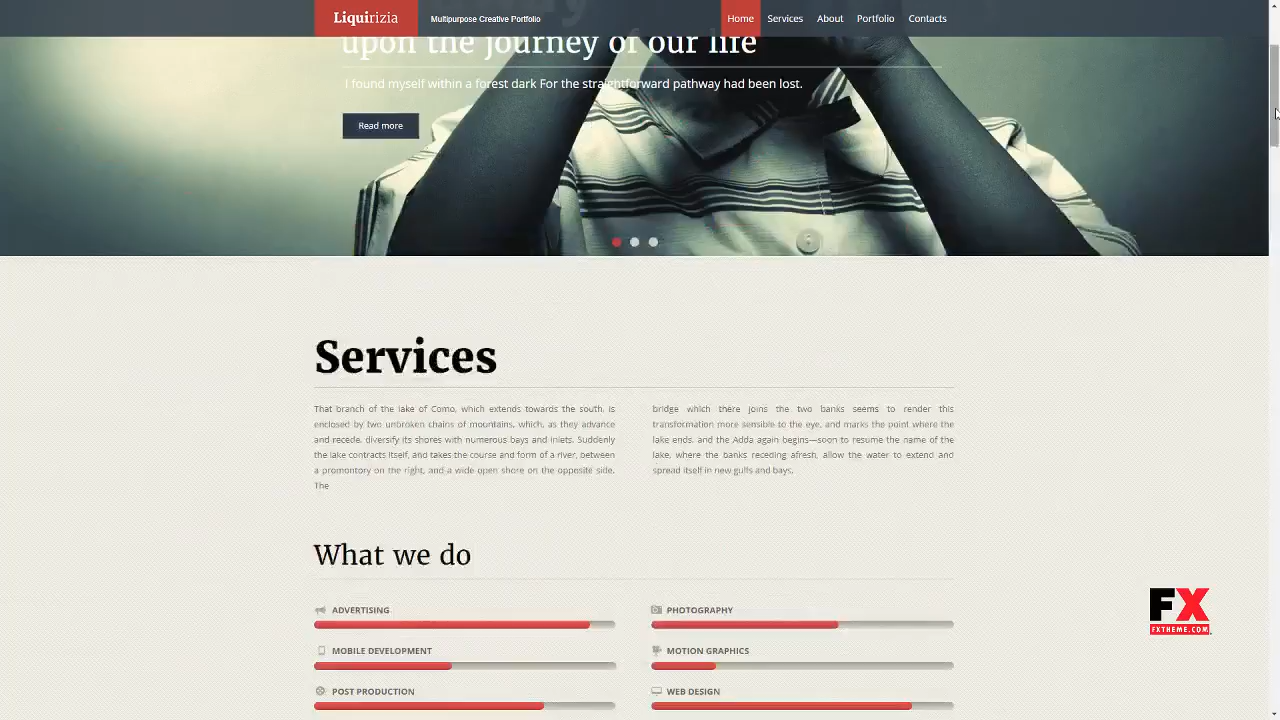 Liquirizia
Multipurpose Creative Portfolio
Home
Services
About
Portfolio
Contacts
upon the journey of our life
I found myself within a forest dark For the straightforward pathway had been lost.
Read more
Services
That branch of the lake of Como, which extends towards the south, is
enclosed by two unbroken chains of mountains, which, as they advance
and recede, diversify its shores with numerous bays and inlets. Suddenly
the lake contracts itself, and takes the course and form of a river, between
a promontory on the right, and a wide open shore on the opposite side.
The
bridge which there joins the two banks seems to render this
transformation more sensible to the eye, and marks the point where the
lake ends, and the Adda again begins—soon to resume the name of the
lake, where the banks receding afresh, allow the water to extend and
spread itself in new gulfs and bays.
What we do
ADVERTISING
PHOTOGRAPHY
MOBILE DEVELOPMENT
MOTION GRAPHICS
POST PRODUCTION
WEB DESIGN
FX
FXTHEME.COM